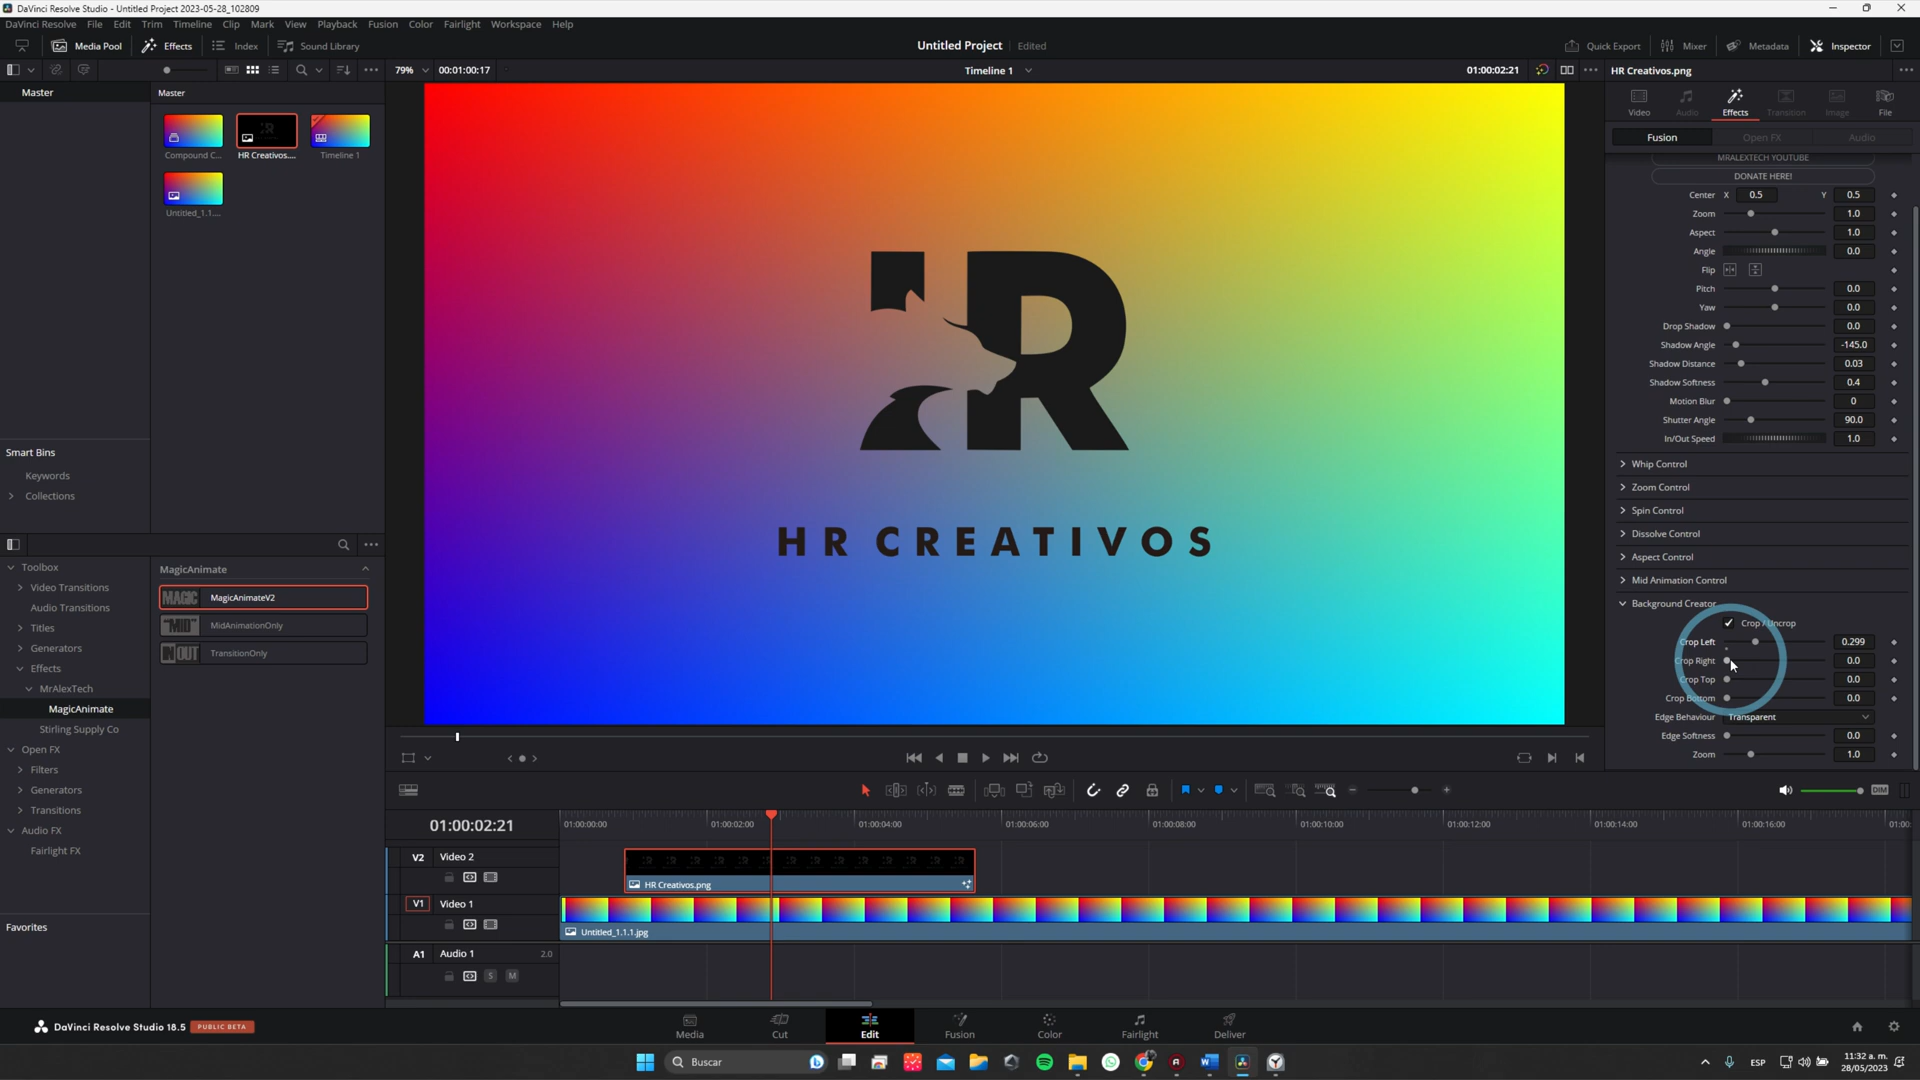 DaVinci Resolve Studio - Untitled Project 2023-05-28_102809
DaVinci Resolve File Edit Trim Timeline Clip Mark View Playback Fusion Color Fairlight Workspace Help
Media Pool Effects Index Sound Library
Untitled Project Edited
Quick Export Mixer Metadata Inspector
79% 00:01:00:17
Timeline 1
01:00:02:21
HR Creativos.png
Master
Master
Compound C...
HR Creativos....
Timeline 1
Untitled_1.1....
HR CREATIVOS
Video Audio Effects Transition Image File
Fusion Open FX Audio
MRALEXTECH YOUTUBE
DONATE HERE!
Center X 0.5 Y 0.5
Zoom 1.0
Aspect 1.0
Angle 0.0
Flip
Pitch 0.0
Yaw 0.0
Drop Shadow 0.0
Shadow Angle -145.0
Shadow Distance 0.03
Shadow Softness 0.4
Motion Blur 0
Shutter Angle 90.0
In/Out Speed 1.0
Whip Control
Zoom Control
Spin Control
Dissolve Control
Aspect Control
Mid Animation Control
Background Creator
Crop / Uncrop
Crop Left 0.299
Crop Right 0.0
Crop Top 0.0
Crop Bottom 0.0
Edge Behaviour Transparent
Edge Softness 0.0
Zoom 1.0
Smart Bins
Keywords
Collections
Toolbox
Video Transitions
Audio Transitions
Titles
Generators
Effects
MrAlexTech
MagicAnimate
Stirling Supply Co
Open FX
Filters
Generators
Transitions
Audio FX
Fairlight FX
Favorites
MagicAnimate
MAGIC MagicAnimateV2
"MID" MidAnimationOnly
INOUT TransitionOnly
DIM
01:00:02:21
01:00:00:00 01:00:02:00 01:00:04:00 01:00:06:00 01:00:08:00 01:00:10:00 01:00:12:00 01:00:14:00 01:00:16:00 01:00:
V2 Video 2
HR Creativos.png
V1 Video 1
Untitled_1.1.1.jpg
A1 Audio 1 2.0
S M
DaVinci Resolve Studio 18.5 PUBLIC BETA
Media Cut Edit Fusion Color Fairlight Deliver
Buscar
ESP
11:32 a. m.
28/05/2023